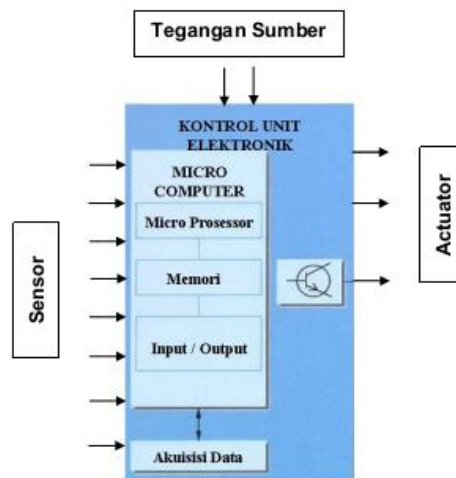 Tegangan Sumber
KONTROL UNIT
ELEKTRONIK
MICRO
COMPUTER
Micro Prosessor
Memori
Input / Output
Akuisisi Data
Sensor
Actuator